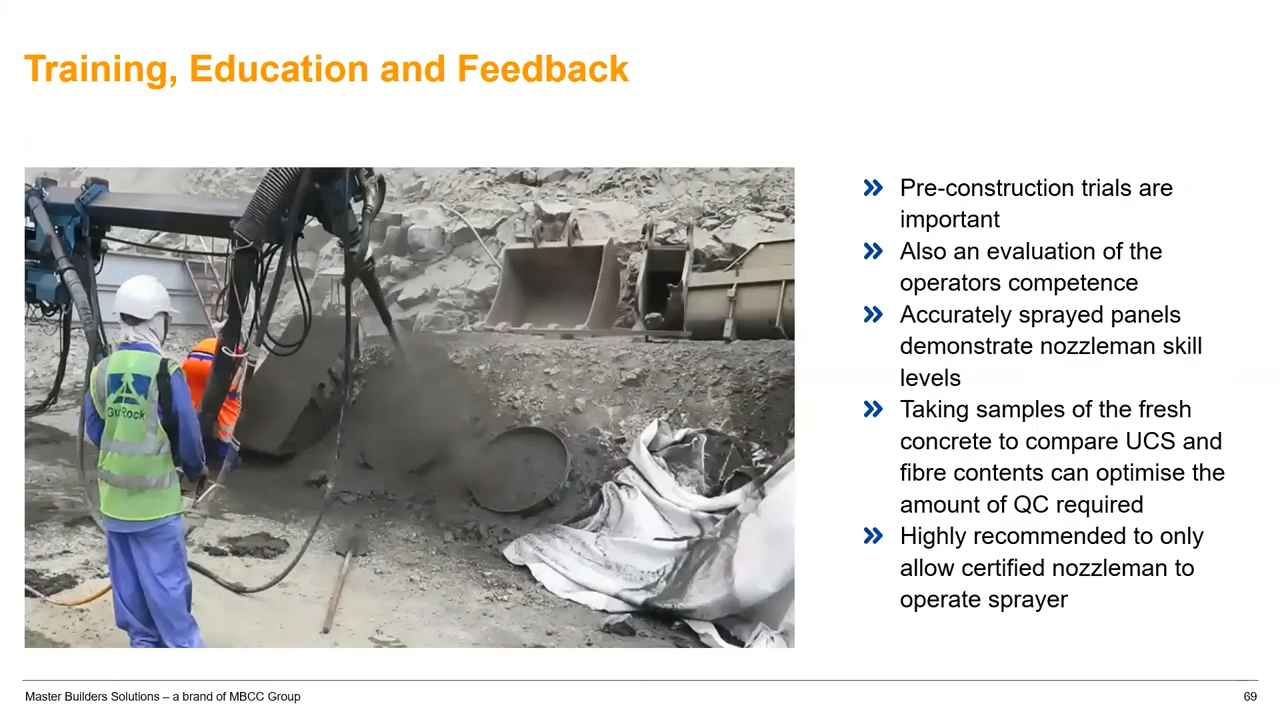 Training, Education and Feedback
Pre-construction trials are
important
Also an evaluation of the
operators competence
Accurately sprayed panels
demonstrate nozzleman skill
levels
Taking samples of the fresh
concrete to compare UCS and
fibre contents can optimise the
amount of QC required
Highly recommended to only
allow certified nozzleman to
operate sprayer
Master Builders Solutions – a brand of MBCC Group
69